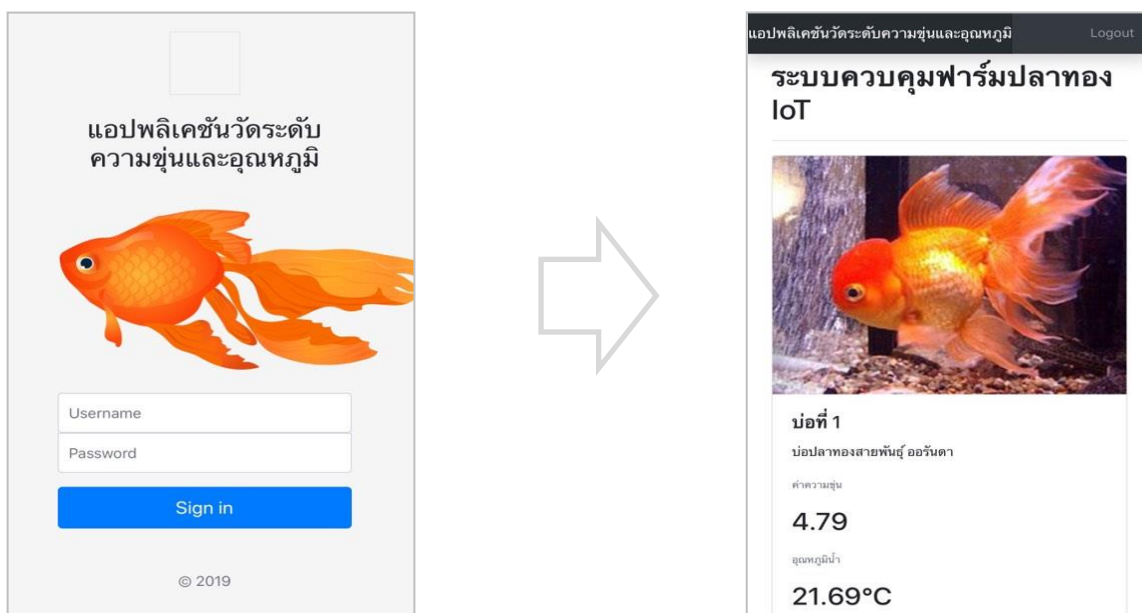 แอปพลิเคชันวัดระดับ
ความขุ่นและอุณหภูมิ
Username
Password
Sign in
© 2019
แอปพลิเคชันวัดระดับความขุ่นและอุณหภูมิ
Logout
ระบบควบคุมฟาร์มปลาทอง
IoT
บ่อที่ 1
บ่อปลาทองสายพันธุ์ ออรันดา
ค่าความขุ่น
4.79
อุณหภูมิน้ำ
21.69°C